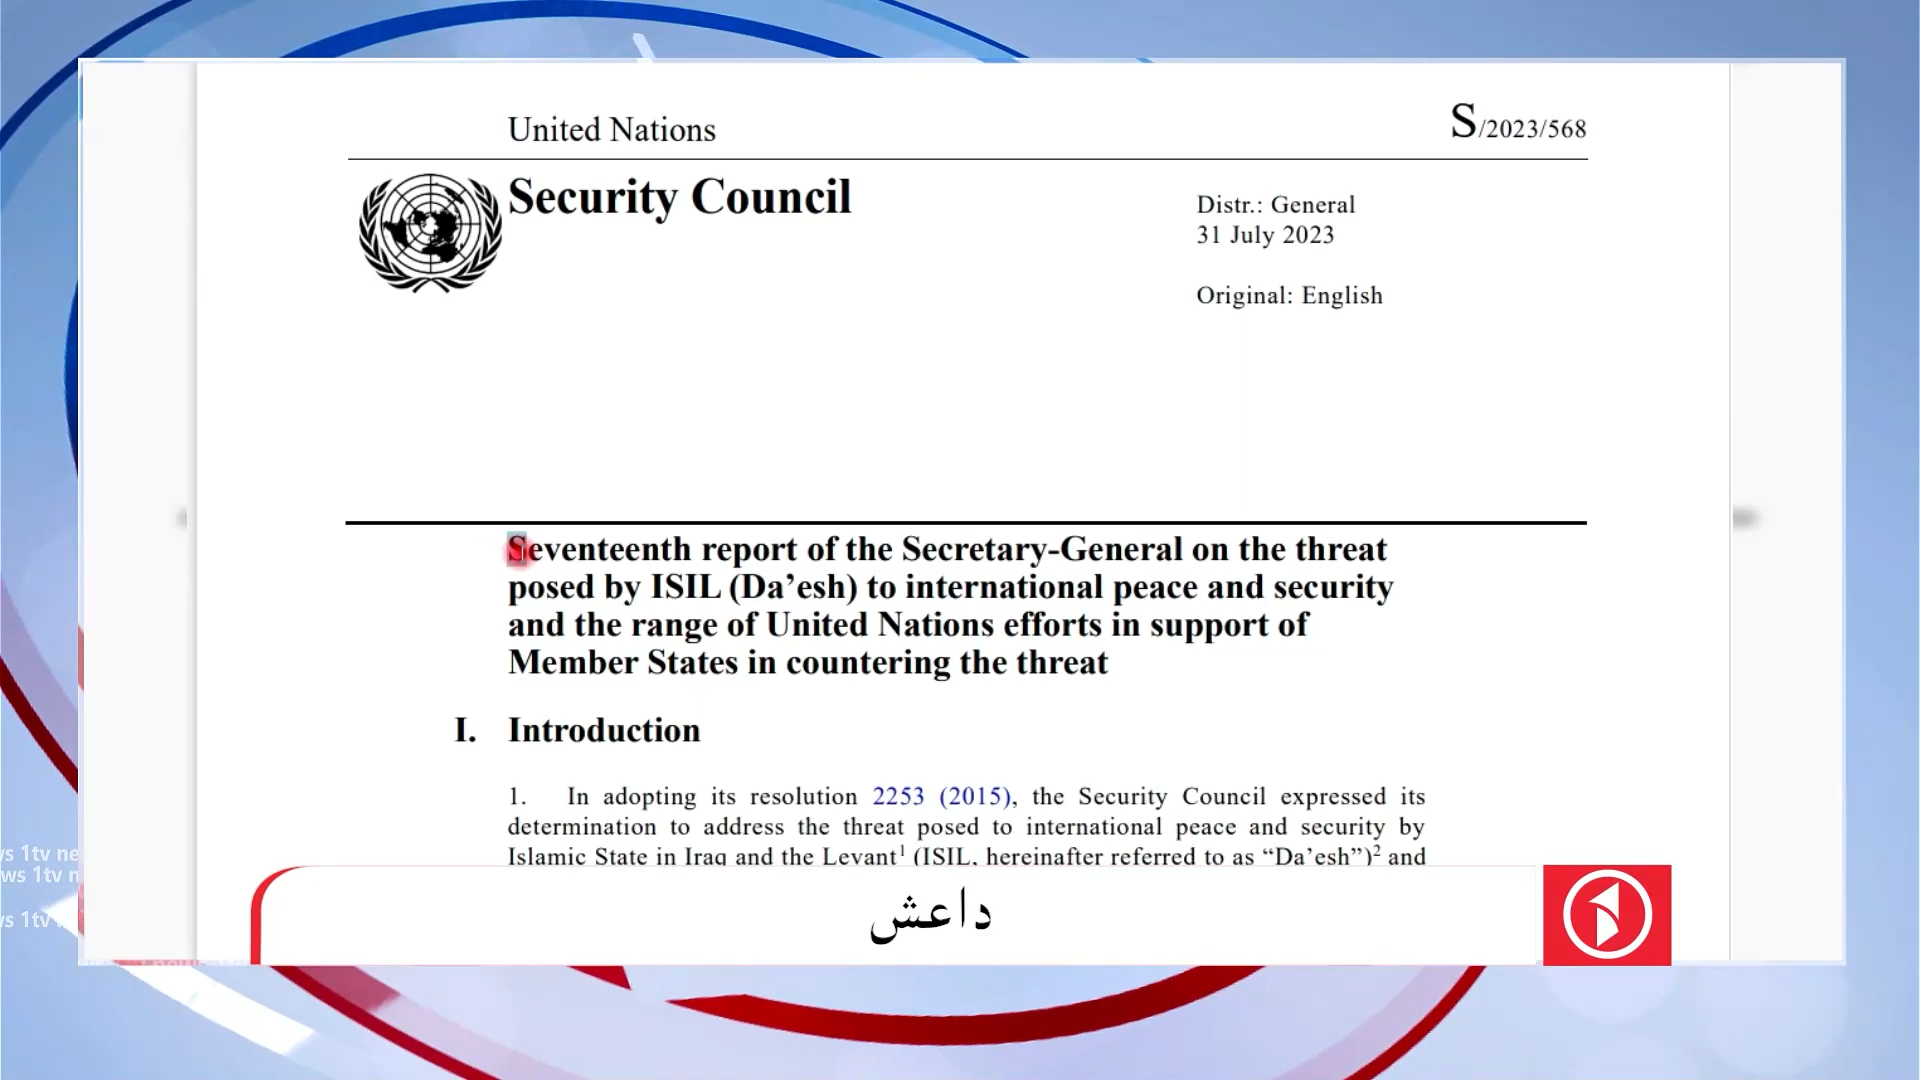 United Nations
S/2023/568
Security Council
Distr.: General
31 July 2023
Original: English
Seventeenth report of the Secretary-General on the threat
posed by ISIL (Da’esh) to international peace and security
and the range of United Nations efforts in support of
Member States in countering the threat
I. Introduction
1. In adopting its resolution 2253 (2015), the Security Council expressed its
determination to address the threat posed to international peace and security by
Islamic State in Iraq and the Levant¹ (ISIL, hereinafter referred to as “Da’esh”)² and
داعش
1tv
1tv
1tv